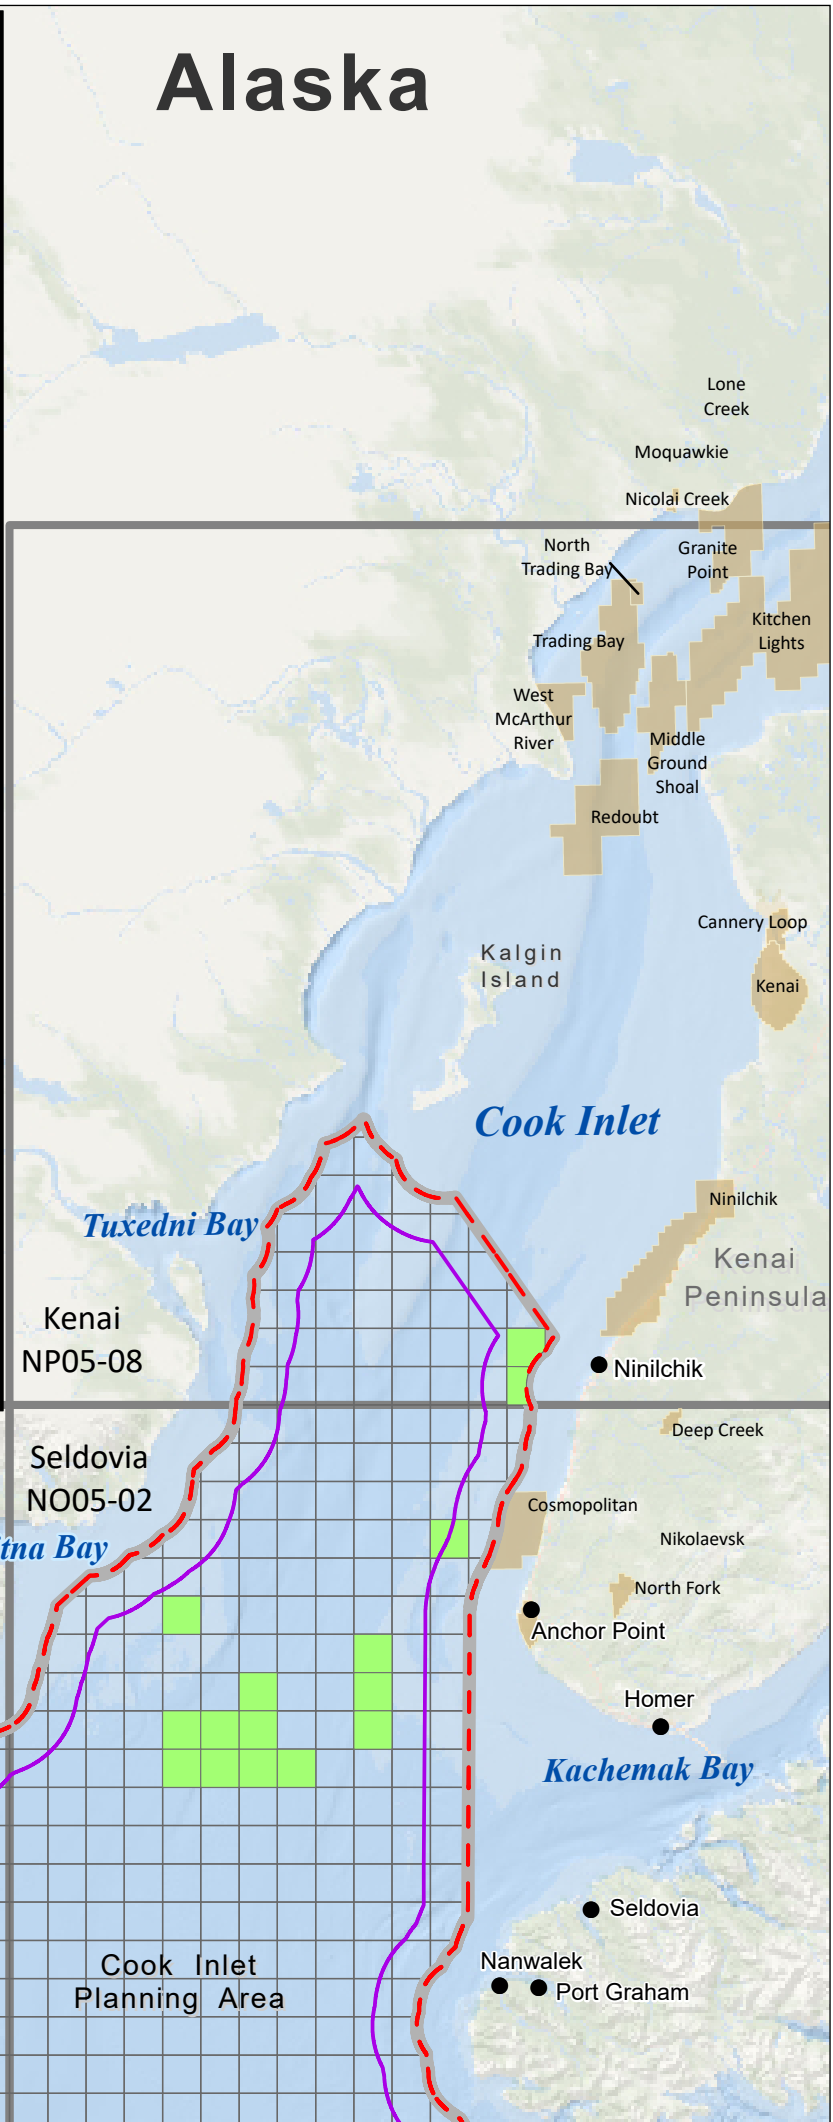 Alaska
Lone
Creek
Moquawkie
Nicolai Creek
North
Trading Bay
Granite
Point
Kitchen
Lights
Trading Bay
West
McArthur
River
Middle
Ground
Shoal
Redoubt
Cannery Loop
Kalgin
Island
Kenai
Cook Inlet
Ninilchik
Tuxedni Bay
Kenai
Peninsula
Kenai
NP05-08
Ninilchik
Deep Creek
Seldovia
NO05-02
Cosmopolitan
Nikolaevsk
tna Bay
North Fork
Anchor Point
Homer
Kachemak Bay
Seldovia
Nanwalek
Port Graham
Cook Inlet
Planning Area